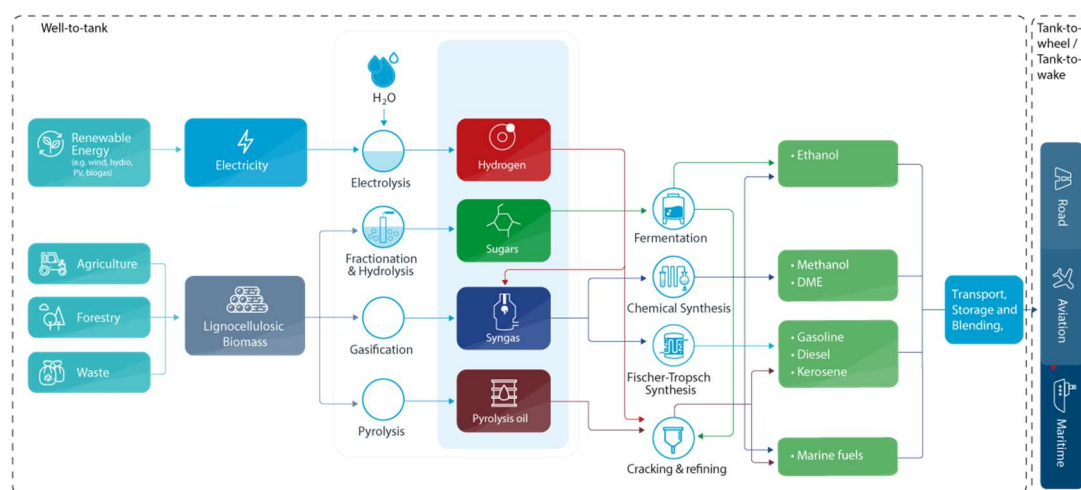 Well-to-tank
Tank-to-
wheel /
Tank-to-
wake
H₂O
Renewable
Energy
(e.g. wind, hydro,
PV, biogas)
Electricity
Electrolysis
Hydrogen
• Ethanol
Fractionation
& Hydrolysis
Sugars
Fermentation
Road
Agriculture
Forestry
Waste
Lignocellulosic
Biomass
Gasification
Syngas
Chemical Synthesis
• Methanol
• DME
Fischer-Tropsch
Synthesis
• Gasoline
• Diesel
• Kerosene
Transport,
Storage and
Blending,
Aviation
Pyrolysis
Pyrolysis oil
Cracking & refining
• Marine fuels
Maritime